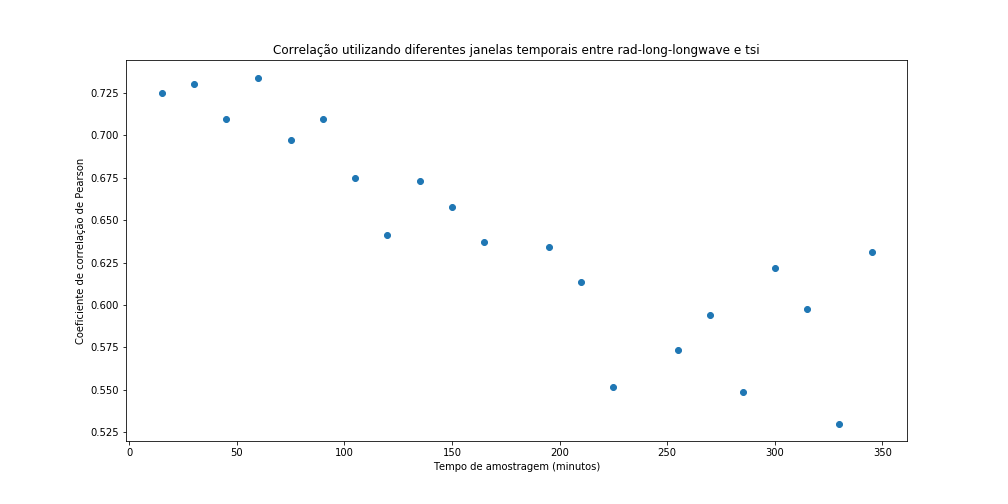 Correlação utilizando diferentes janelas temporais entre rad-long-longwave e tsi
Coeficiente de correlação de Pearson
0.725
0.700
0.675
0.650
0.625
0.600
0.575
0.550
0.525
0 50 100 150 200 250 300 350
Tempo de amostragem (minutos)